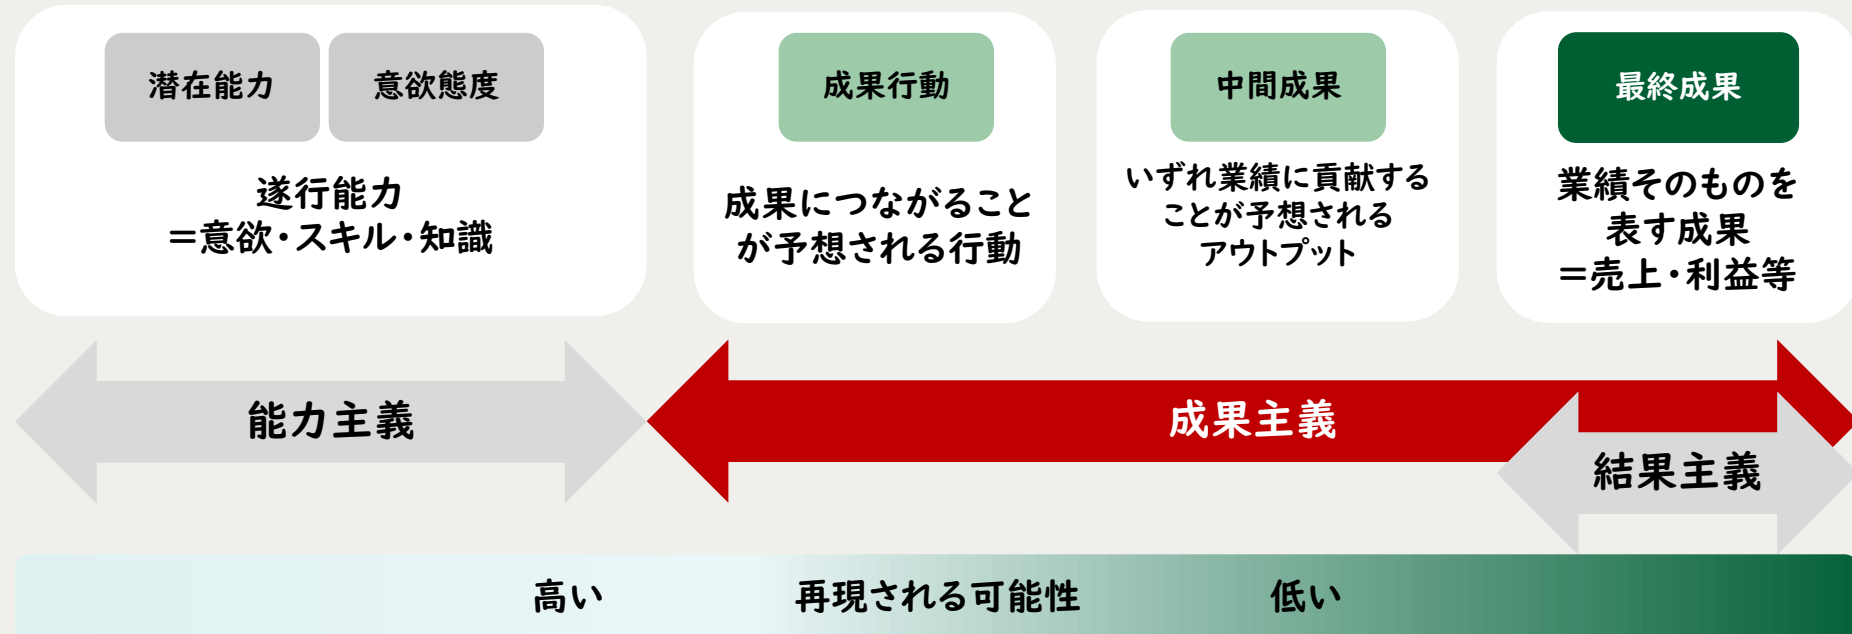 潜在能力
意欲態度
遂行能力
＝意欲・スキル・知識
成果行動
成果につながること
が予想される行動
中間成果
いずれ業績に貢献する
ことが予想される
アウトプット
最終成果
業績そのものを
表す成果
＝売上・利益等
能力主義
成果主義
結果主義
高い
再現される可能性
低い